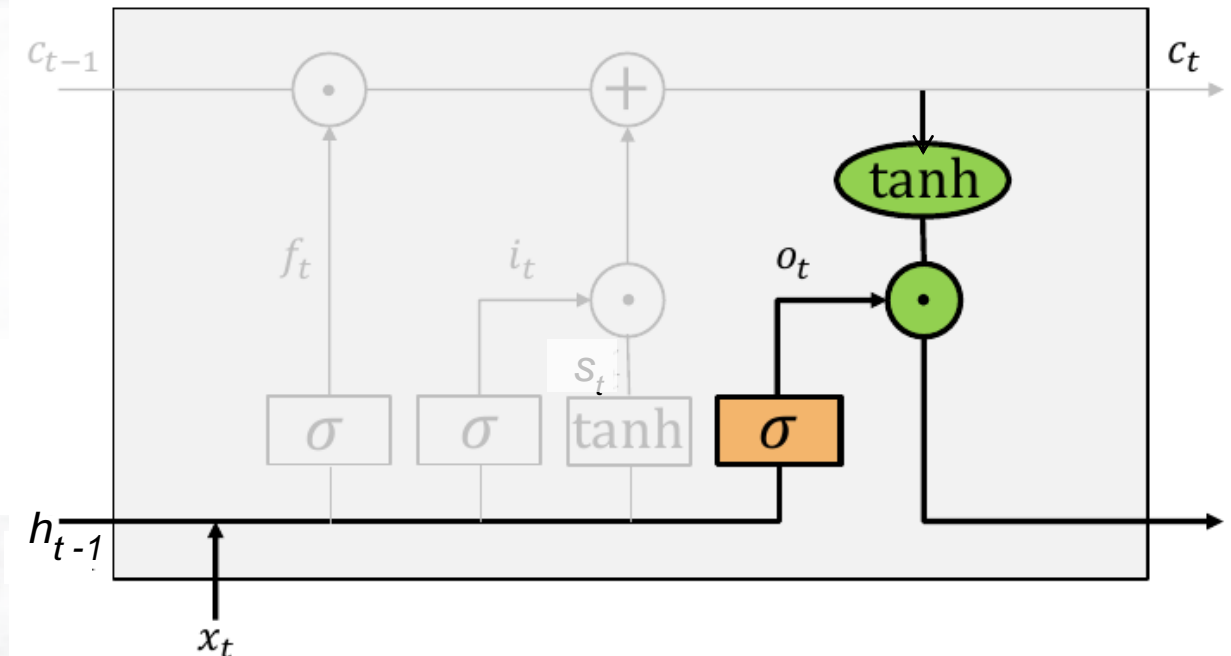 c_{t-1}
c_t
tanh
f_t
i_t
o_t
s_t
σ
σ
tanh
σ
h_{t-1}
x_t